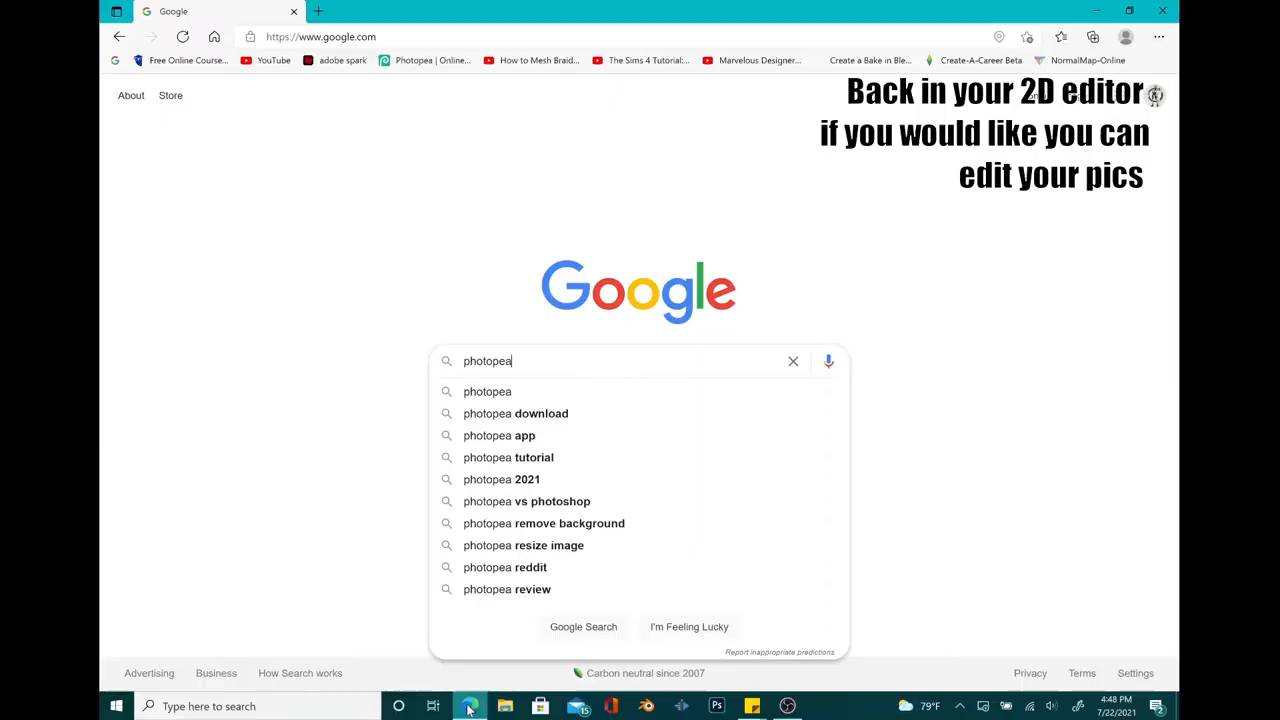 Google
https://www.google.com
Free Online Course...
YouTube
adobe spark
Photopea | Online...
How to Mesh Braid...
The Sims 4 Tutorial:...
Marvelous Designer...
Create a Bake in Ble...
Create-A-Career Beta
NormalMap-Online
About
Store
Back in your 2D editor
if you would like you can
edit your pics
Google
photopea
photopea
photopea download
photopea app
photopea tutorial
photopea 2021
photopea vs photoshop
photopea remove background
photopea resize image
photopea reddit
photopea review
Google Search
I'm Feeling Lucky
Report inappropriate predictions
Advertising
Business
How Search works
Carbon neutral since 2007
Privacy
Terms
Settings
Type here to search
15
Ps
79°F
4:48 PM
7/22/2021
2